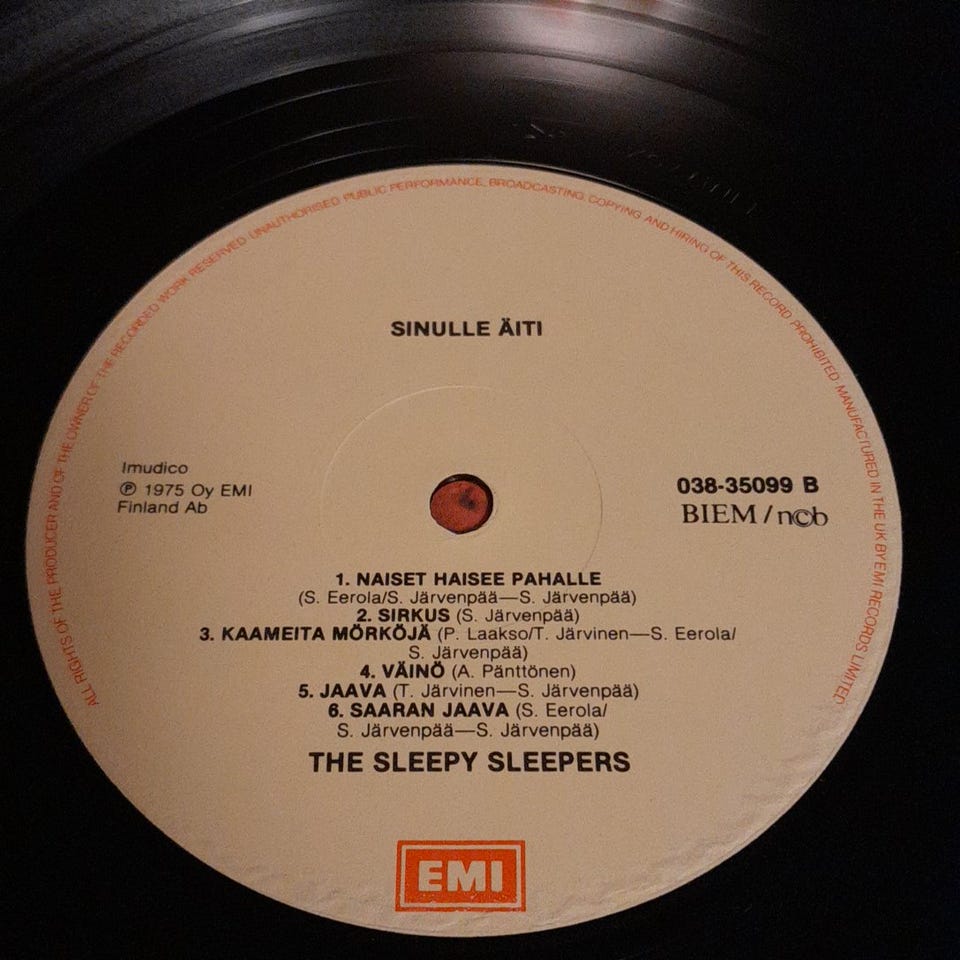 ALL RIGHTS OF THE PRODUCER AND OF THE OWNER OF THE RECORDED WORK RESERVED UNAUTHORISED PUBLIC PERFORMANCE, BROADCASTING, COPYING AND HIRING OF THIS RECORD PROHIBITED MANUFACTURED IN THE UK BY EMI RECORDS LIMITED
SINULLE ÄITI
Imudico
Ⓟ 1975 Oy EMI
Finland Ab
038-35099 B
BIEM / n©b
1. NAISET HAISEE PAHALLE
(S. Eerola/S. Järvenpää—S. Järvenpää)
2. SIRKUS (S. Järvenpää)
3. KAAMEITA MÖRKÖJÄ (P. Laakso/T. Järvinen—S. Eerola/
S. Järvenpää)
4. VÄINÖ (A. Pänttönen)
5. JAAVA (T. Järvinen—S. Järvenpää)
6. SAARAN JAAVA (S. Eerola/
S. Järvenpää—S. Järvenpää)
THE SLEEPY SLEEPERS
EMI